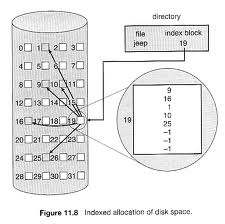 directory
file index block
jeep 19
0 1 2 3
4 5 6 7
8 9 10 11
12 13 14 15
16 17 18 19
20 21 22 23
24 25 26 27
28 29 30 31
19
9
16
1
10
25
-1
-1
-1
Figure 11.8 Indexed allocation of disk space.